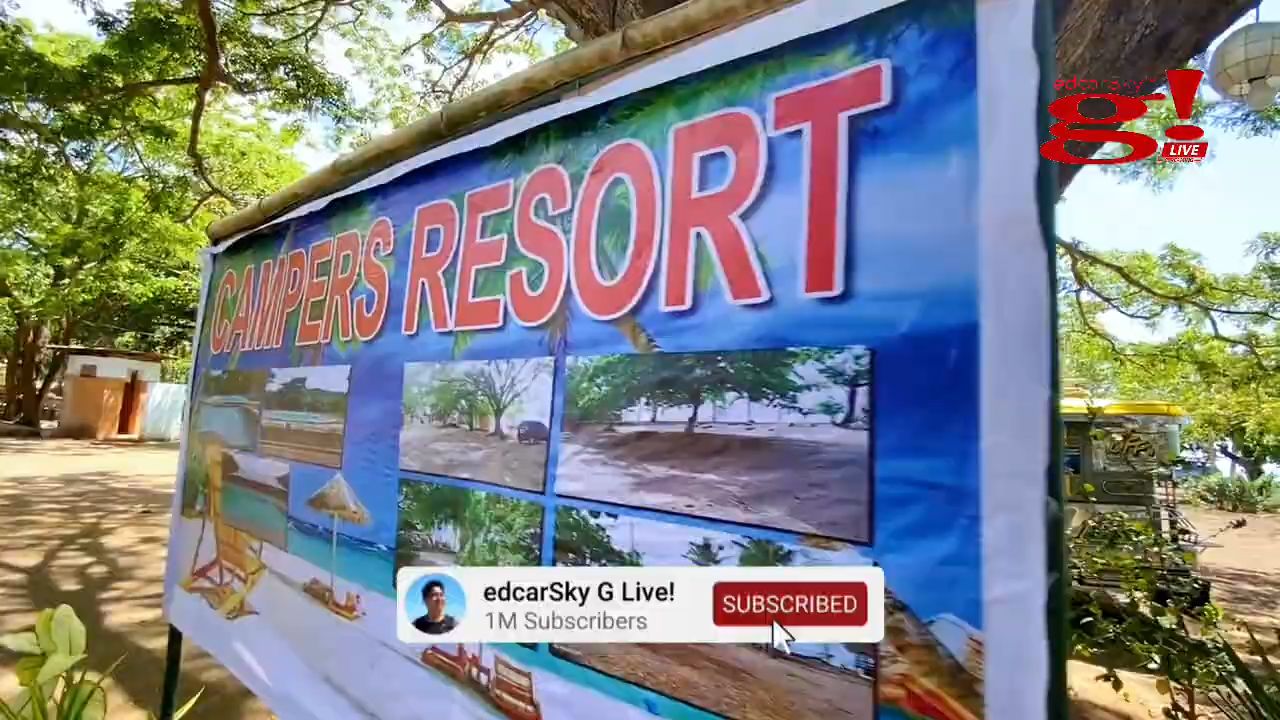 edcarSky
g!
LIVE
CAMPERS RESORT
edcarSky G Live!
1M Subscribers
SUBSCRIBED